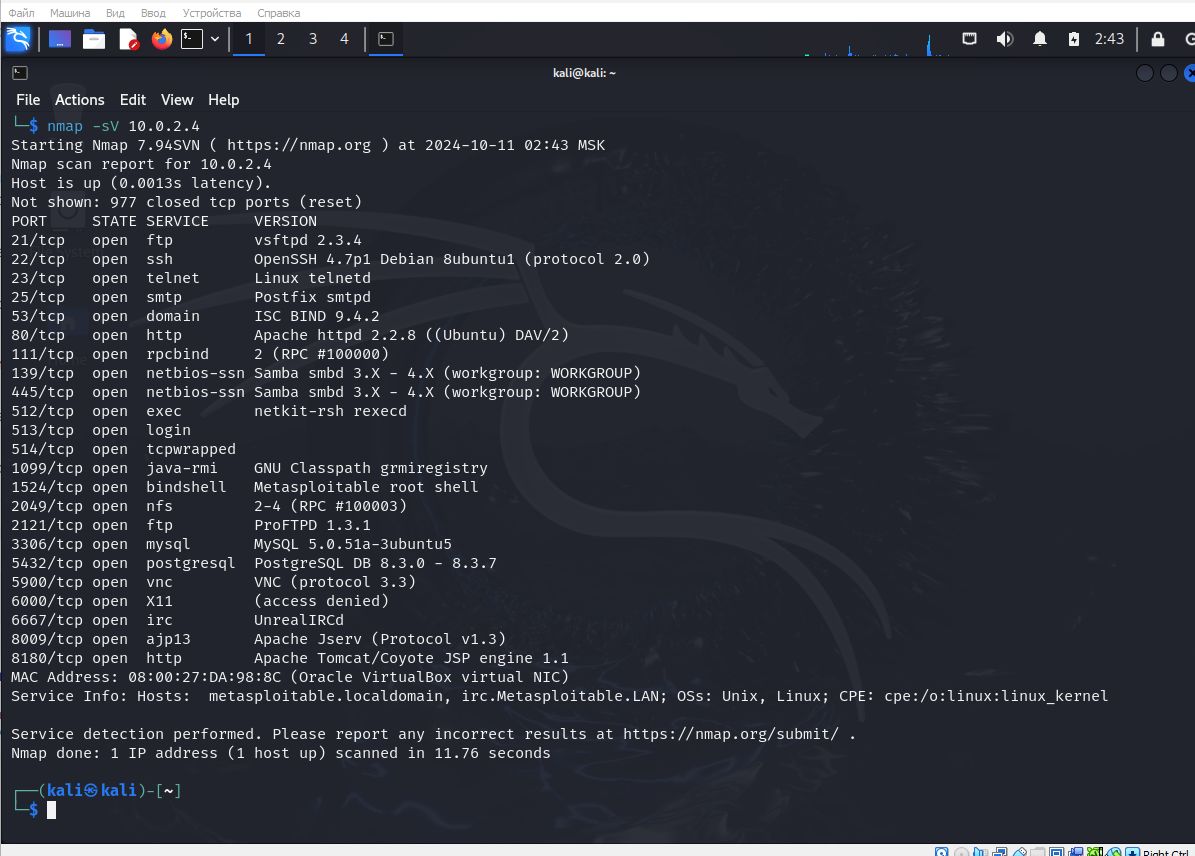 Файл Машина Вид Ввод Устройства Справка
1 2 3 4 2:43
kali@kali: ~
File Actions Edit View Help
└─$ nmap -sV 10.0.2.4
Starting Nmap 7.94SVN ( https://nmap.org ) at 2024-10-11 02:43 MSK
Nmap scan report for 10.0.2.4
Host is up (0.0013s latency).
Not shown: 977 closed tcp ports (reset)
PORT     STATE SERVICE     VERSION
21/tcp   open  ftp         vsftpd 2.3.4
22/tcp   open  ssh         OpenSSH 4.7p1 Debian 8ubuntu1 (protocol 2.0)
23/tcp   open  telnet      Linux telnetd
25/tcp   open  smtp        Postfix smtpd
53/tcp   open  domain      ISC BIND 9.4.2
80/tcp   open  http        Apache httpd 2.2.8 ((Ubuntu) DAV/2)
111/tcp  open  rpcbind     2 (RPC #100000)
139/tcp  open  netbios-ssn Samba smbd 3.X - 4.X (workgroup: WORKGROUP)
445/tcp  open  netbios-ssn Samba smbd 3.X - 4.X (workgroup: WORKGROUP)
512/tcp  open  exec        netkit-rsh rexecd
513/tcp  open  login
514/tcp  open  tcpwrapped
1099/tcp open  java-rmi    GNU Classpath grmiregistry
1524/tcp open  bindshell   Metasploitable root shell
2049/tcp open  nfs         2-4 (RPC #100003)
2121/tcp open  ftp         ProFTPD 1.3.1
3306/tcp open  mysql       MySQL 5.0.51a-3ubuntu5
5432/tcp open  postgresql  PostgreSQL DB 8.3.0 - 8.3.7
5900/tcp open  vnc         VNC (protocol 3.3)
6000/tcp open  X11         (access denied)
6667/tcp open  irc         UnrealIRCd
8009/tcp open  ajp13       Apache Jserv (Protocol v1.3)
8180/tcp open  http        Apache Tomcat/Coyote JSP engine 1.1
MAC Address: 08:00:27:DA:98:8C (Oracle VirtualBox virtual NIC)
Service Info: Hosts:  metasploitable.localdomain, irc.Metasploitable.LAN; OSs: Unix, Linux; CPE: cpe:/o:linux:linux_kernel
Service detection performed. Please report any incorrect results at https://nmap.org/submit/ .
Nmap done: 1 IP address (1 host up) scanned in 11.76 seconds
┌──(kali㉿kali)-[~]
└─$
Right Ctrl